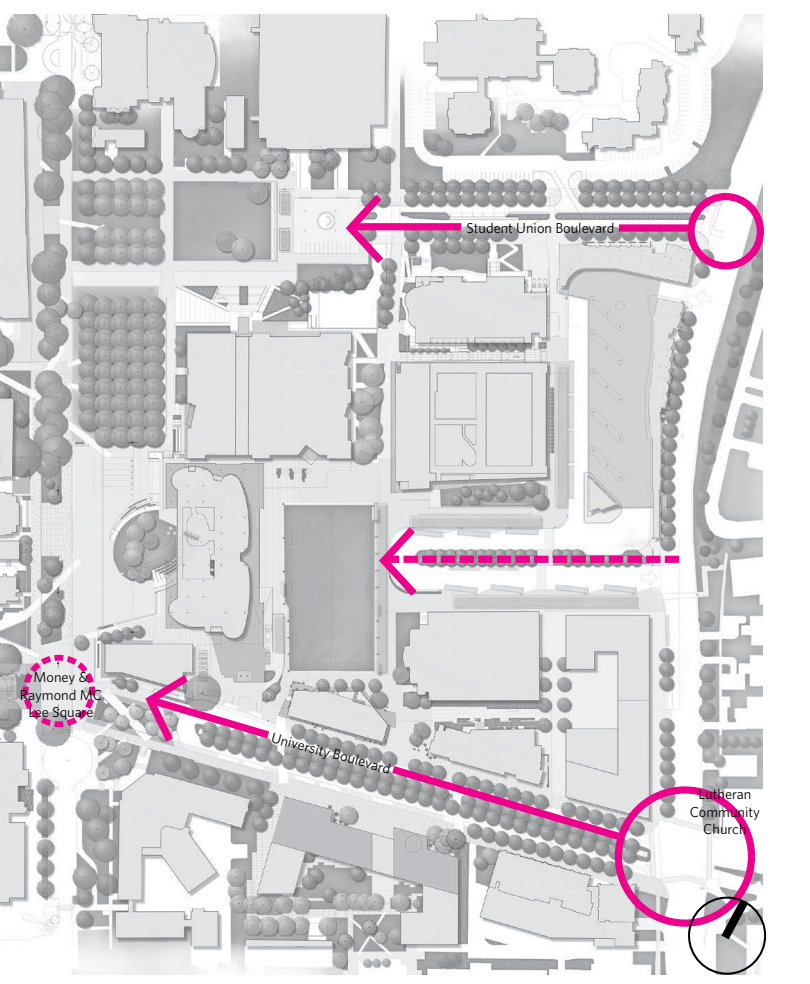 Student Union Boulevard
Money &
Raymond MC
Lee Square
University Boulevard
Lutheran
Community
Church